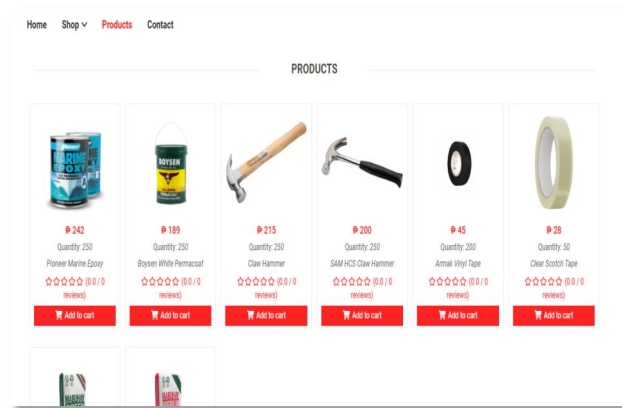 Home Shop Products Contact
PRODUCTS
MARINE
EPOXY
BOYSEN
₱ 242
₱ 189
₱ 215
₱ 200
₱ 45
₱ 28
Quantity: 250
Quantity: 250
Quantity: 250
Quantity: 250
Quantity: 200
Quantity: 50
Pioneer Marine Epoxy
Boysen White Permacoat
Claw Hammer
SAM HCS Claw Hammer
Armak Vinyl Tape
Clear Scotch Tape
(0.0 / 0
reviews)
(0.0 / 0
reviews)
(0.0 / 0
reviews)
(0.0 / 0
reviews)
(0.0 / 0
reviews)
(0.0 / 0
reviews)
Add to cart
Add to cart
Add to cart
Add to cart
Add to cart
Add to cart